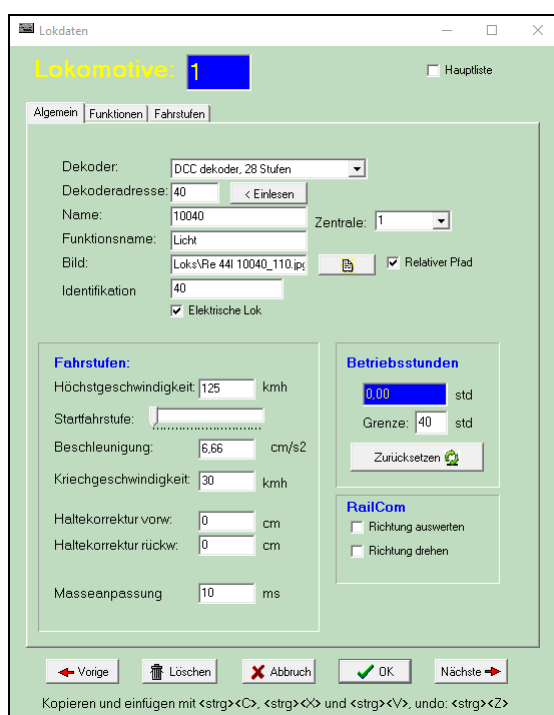 Lokdaten
Lokomotive: 1
Hauptliste
Algemein Funktionen Fahrstufen
Dekoder: DCC dekoder, 28 Stufen
Dekoderadresse: 40 < Einlesen
Name: 10040 Zentrale: 1
Funktionsname: Licht
Bild: Loks\Re 44I 10040_110.jpg Relativer Pfad
Identifikation 40
Elektrische Lok
Fahrstufen:
Höchstgeschwindigkeit: 125 kmh
Startfahrstufe:
Beschleunigung: 6,66 cm/s2
Kriechgeschwindigkeit: 30 kmh
Haltekorrektur vorw: 0 cm
Haltekorrektur rückw: 0 cm
Masseanpassung 10 ms
Betriebsstunden
0,00 std
Grenze: 40 std
Zurücksetzen
RailCom
Richtung auswerten
Richtung drehen
Vorige Löschen Abbruch OK Nächste
Kopieren und einfügen mit <strg><C>, <strg><X> und <strg><V>, undo: <strg><Z>